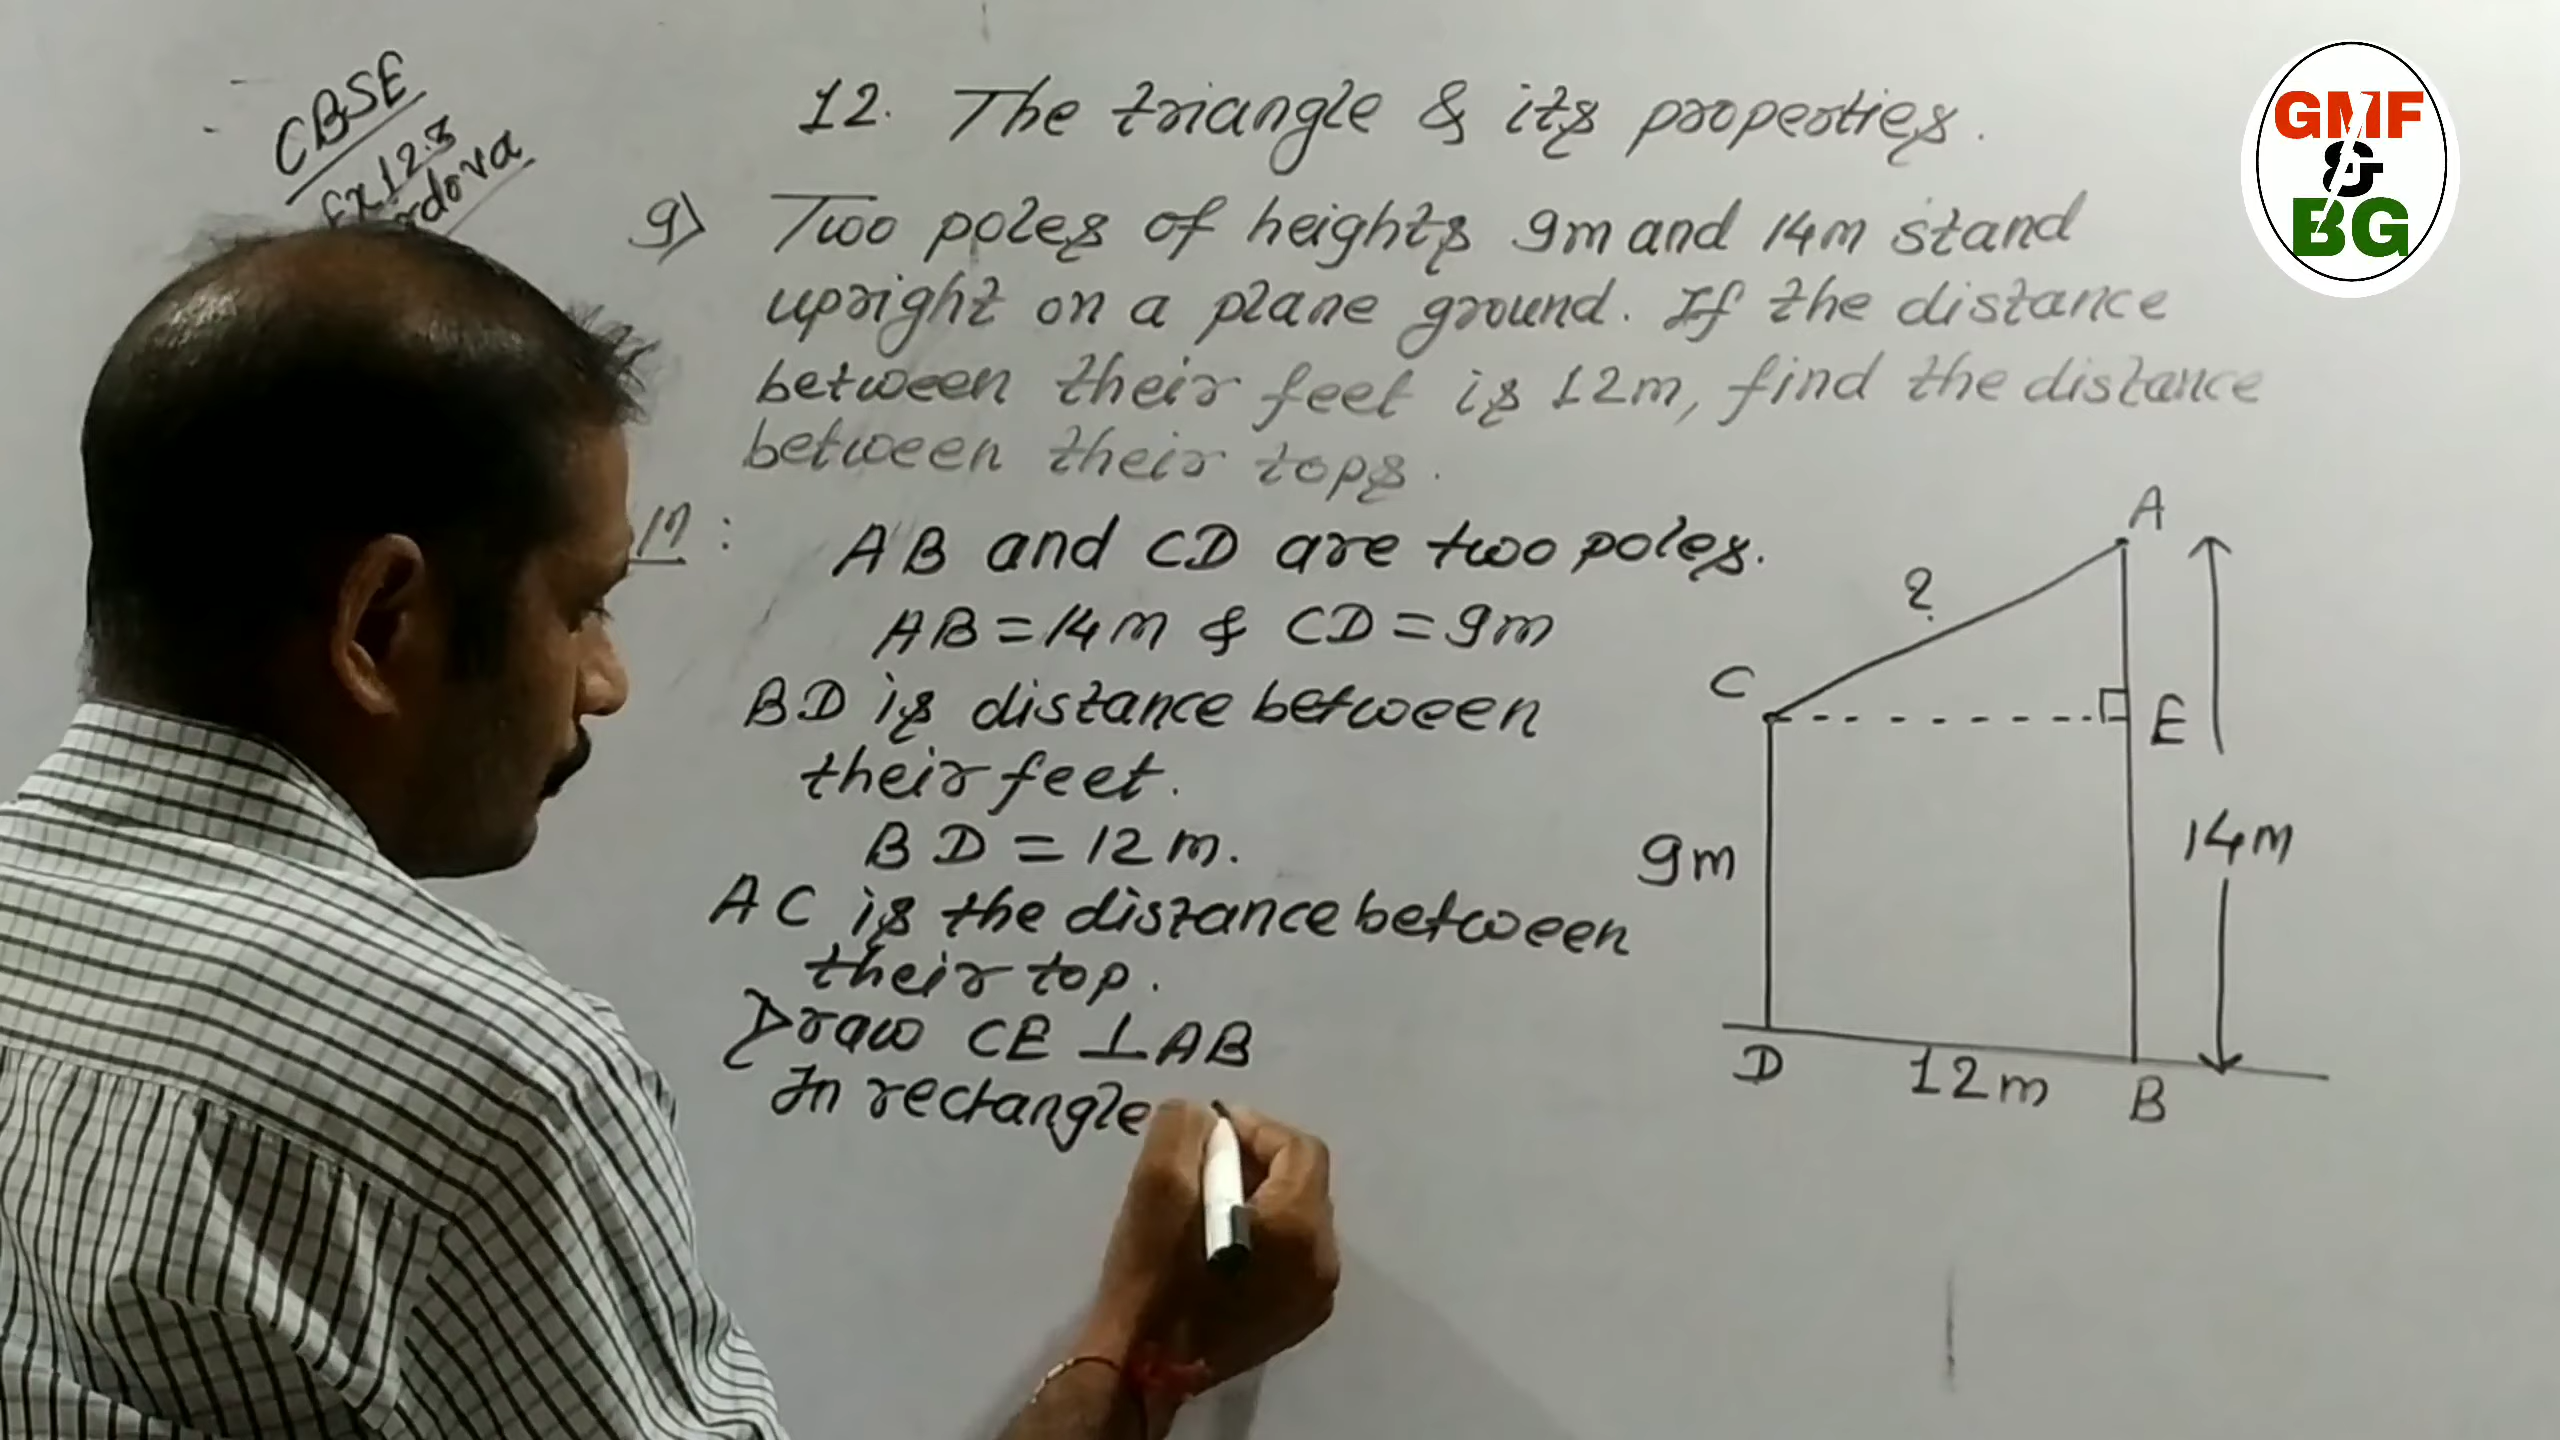 CBSE
Ex 12.3
12. The triangle & its properties.
9) Two poles of heights 9m and 14m stand
upright on a plane ground. If the distance
between their feet is 12m, find the distance
between their tops.
AB and CD are two poles.
AB = 14m & CD = 9m
BD is distance between
their feet.
BD = 12m.
AC is the distance between
their top.
Draw CE ⊥ AB
In rectangle
A
?
C
E
9m
14m
D
12m
B
GMF
&
BG